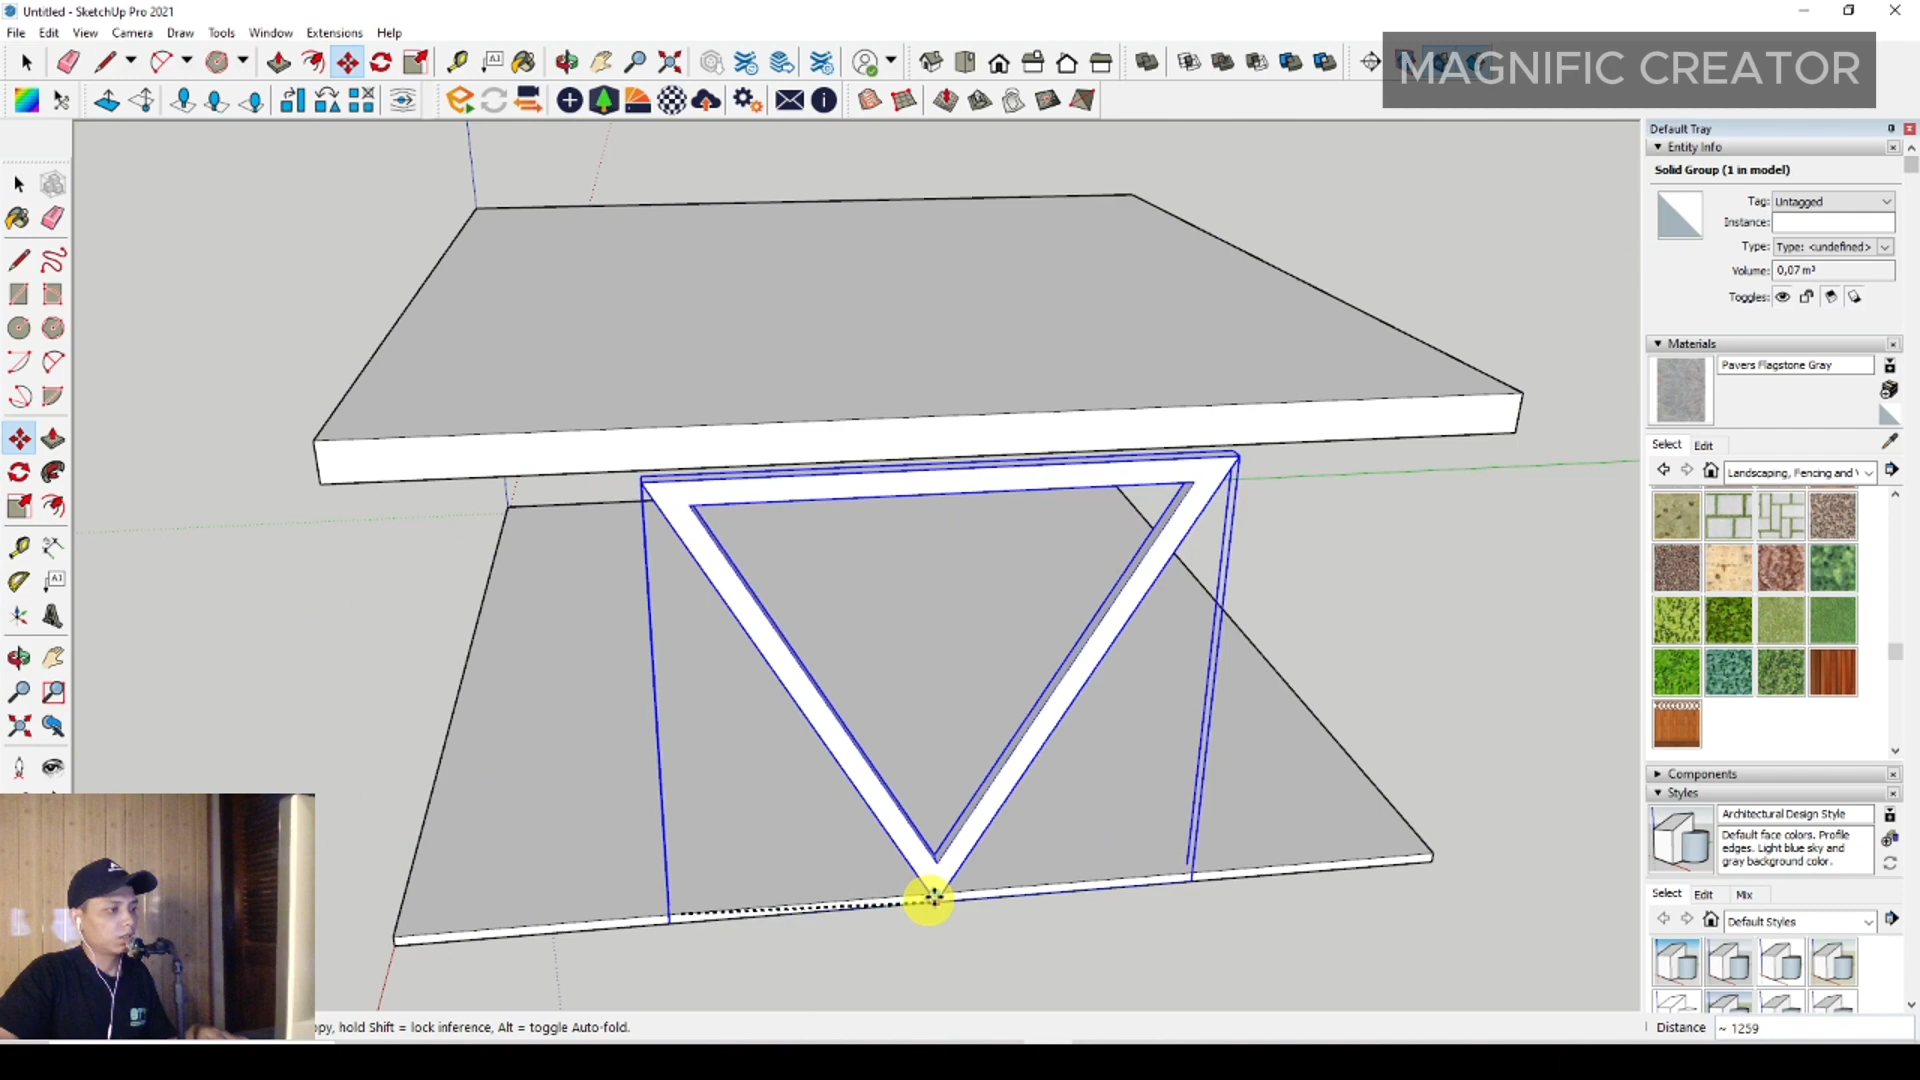 Untitled - SketchUp Pro 2021
File Edit View Camera Draw Tools Window Extensions Help
MAGNIFIC CREATOR
Default Tray
Entity Info
Solid Group (1 in model)
Tag: Untagged
Instance:
Type: Type: <undefined>
Volume: 0,07 m³
Toggles:
Materials
Pavers Flagstone Gray
Select Edit
Landscaping, Fencing and
Components
Styles
Architectural Design Style
Default face colors. Profile
edges. Light blue sky and
gray background color.
Select Edit Mix
Default Styles
opy, hold Shift = lock inference, Alt = toggle Auto-fold.
Distance ~ 1259